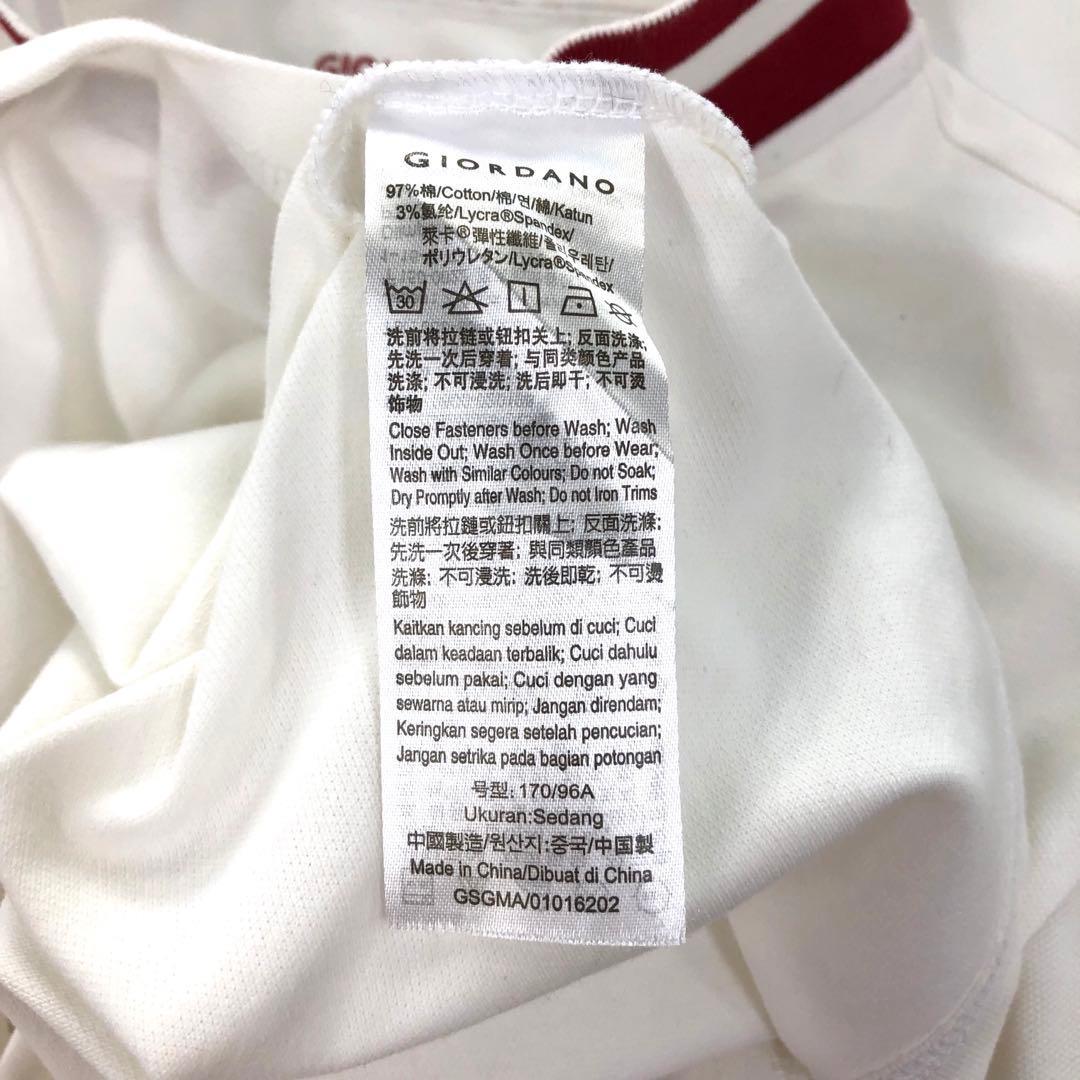 GIORDANO
97%棉/Cotton/棉/면/綿/Katun
3%氨纶/Lycra®Spandex/
萊卡®彈性纖維/폴리우레탄/
ポリウレタン/Lycra®Spandex
30
洗前将拉链或钮扣关上; 反面洗涤;
先洗一次后穿着; 与同类颜色产品
洗涤; 不可浸洗; 洗后即干; 不可烫
饰物
Close Fasteners before Wash; Wash
Inside Out; Wash Once before Wear;
Wash with Similar Colours; Do not Soak;
Dry Promptly after Wash; Do not Iron Trims
洗前將拉鏈或鈕扣關上; 反面洗滌;
先洗一次後穿著; 與同類顏色產品
洗滌; 不可浸洗; 洗後即乾; 不可燙
飾物
Kaitkan kancing sebelum di cuci; Cuci
dalam keadaan terbalik; Cuci dahulu
sebelum pakai; Cuci dengan yang
sewarna atau mirip; Jangan direndam;
Keringkan segera setelah pencucian;
Jangan setrika pada bagian potongan
号型: 170/96A
Ukuran:Sedang
中國製造/원산지:중국/中国製
Made in China/Dibuat di China
GSGMA/01016202